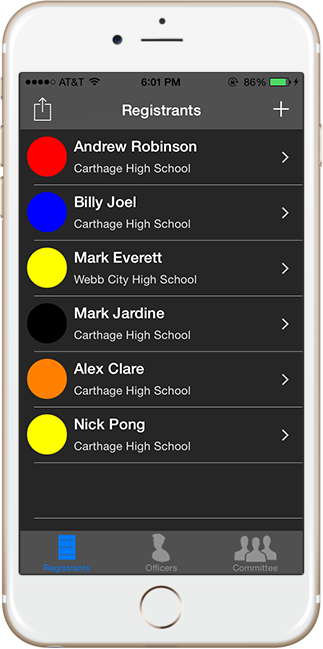 AT&T 6:01 PM 86%
Registrants
Andrew Robinson
Carthage High School
Billy Joel
Carthage High School
Mark Everett
Webb City High School
Mark Jardine
Carthage High School
Alex Clare
Carthage High School
Nick Pong
Carthage High School
Registrants Officers Committee